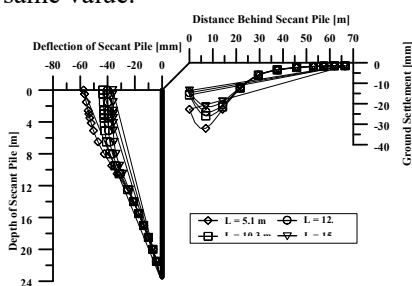 same value.
Distance Behind Secant Pile [m]
Deflection of Secant Pile [mm]
0 10 20 30 40 50 60 70
-80 -60 -40 -20 0
0
-10
-20
-30
-40
Ground Settlement [mm]
0
4
8
12
16
20
24
Depth of Secant Pile [m]
L = 5.1 m
L = 12.
L = 10.3 m
L = 15